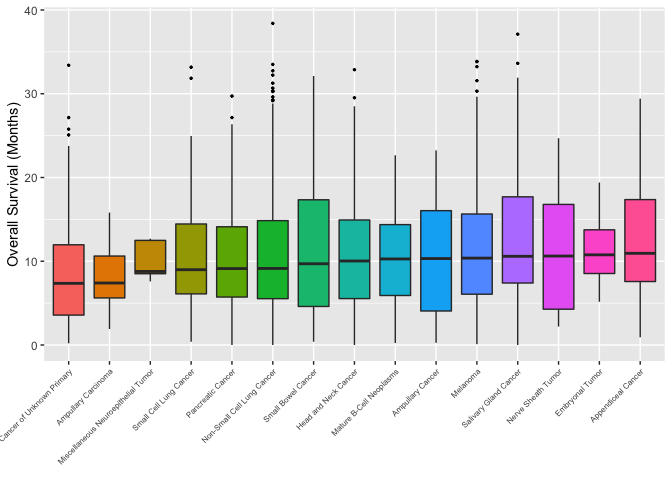 Overall Survival (Months)
40
30
20
10
0
Cancer of Unknown Primary
Ampullary Carcinoma
Miscellaneous Neuroepithelial Tumor
Small Cell Lung Cancer
Pancreatic Cancer
Non-Small Cell Lung Cancer
Small Bowel Cancer
Head and Neck Cancer
Mature B-Cell Neoplasms
Ampullary Cancer
Melanoma
Salivary Gland Cancer
Nerve Sheath Tumor
Embryonal Tumor
Appendiceal Cancer